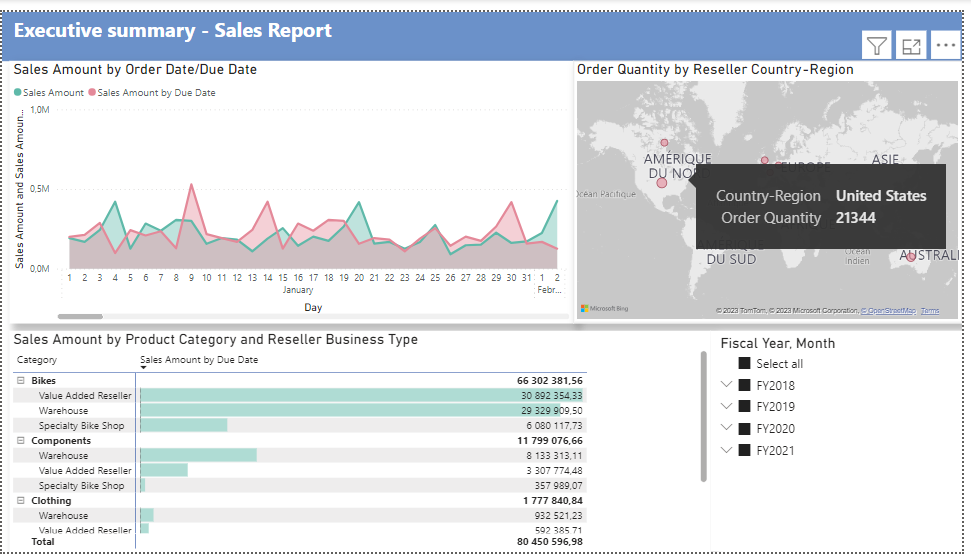 Executive summary - Sales Report
Sales Amount by Order Date/Due Date
Sales Amount Sales Amount by Due Date
Sales Amount and Sales Amoun...
1,0M
0,5M
0,0M
1 2 3 4 5 6 7 8 9 10 11 12 13 14 15 16 17 18 19 20 21 22 23 24 25 26 27 28 29 30 31 1 2
January Febr...
Day
Order Quantity by Reseller Country-Region
AMÉRIQUE
DU NO
EUROPE
ASIE
Océan Pacifique
Country-Region United States
Order Quantity 21344
AMÉRIQUE
DU SUD
Océan
Indien
AUSTRALI
Microsoft Bing
© 2023 TomTom, © 2023 Microsoft Corporation, © OpenStreetMap Terms
Sales Amount by Product Category and Reseller Business Type
Category Sales Amount by Due Date
Bikes 66 302 381,56
Value Added Reseller 30 892 354,33
Warehouse 29 329 909,50
Specialty Bike Shop 6 080 117,73
Components 11 799 076,66
Warehouse 8 133 313,11
Value Added Reseller 3 307 774,48
Specialty Bike Shop 357 989,07
Clothing 1 777 840,84
Warehouse 932 521,23
Value Added Reseller 592 385,71
Total 80 450 596,98
Fiscal Year, Month
Select all
FY2018
FY2019
FY2020
FY2021